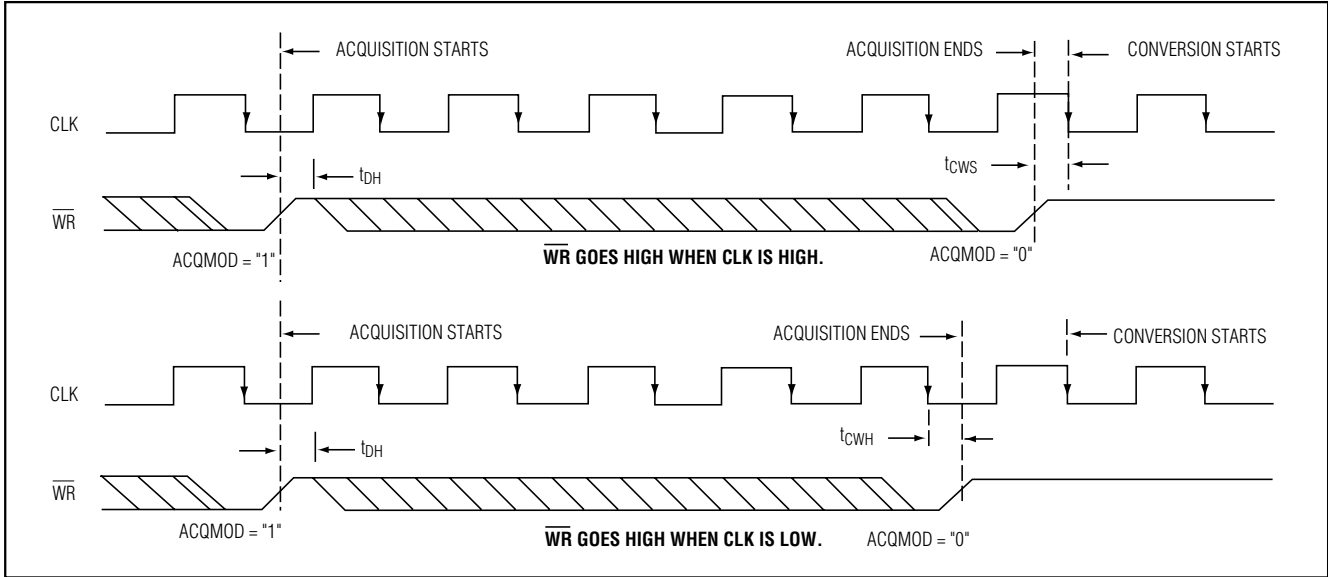 ACQUISITION STARTS
ACQUISITION ENDS
CONVERSION STARTS
CLK
tCWS
tDH
WR
ACQMOD = "1"
WR GOES HIGH WHEN CLK IS HIGH.
ACQMOD = "0"
ACQUISITION STARTS
ACQUISITION ENDS
CONVERSION STARTS
CLK
tCWH
tDH
WR
ACQMOD = "1"
WR GOES HIGH WHEN CLK IS LOW.
ACQMOD = "0"